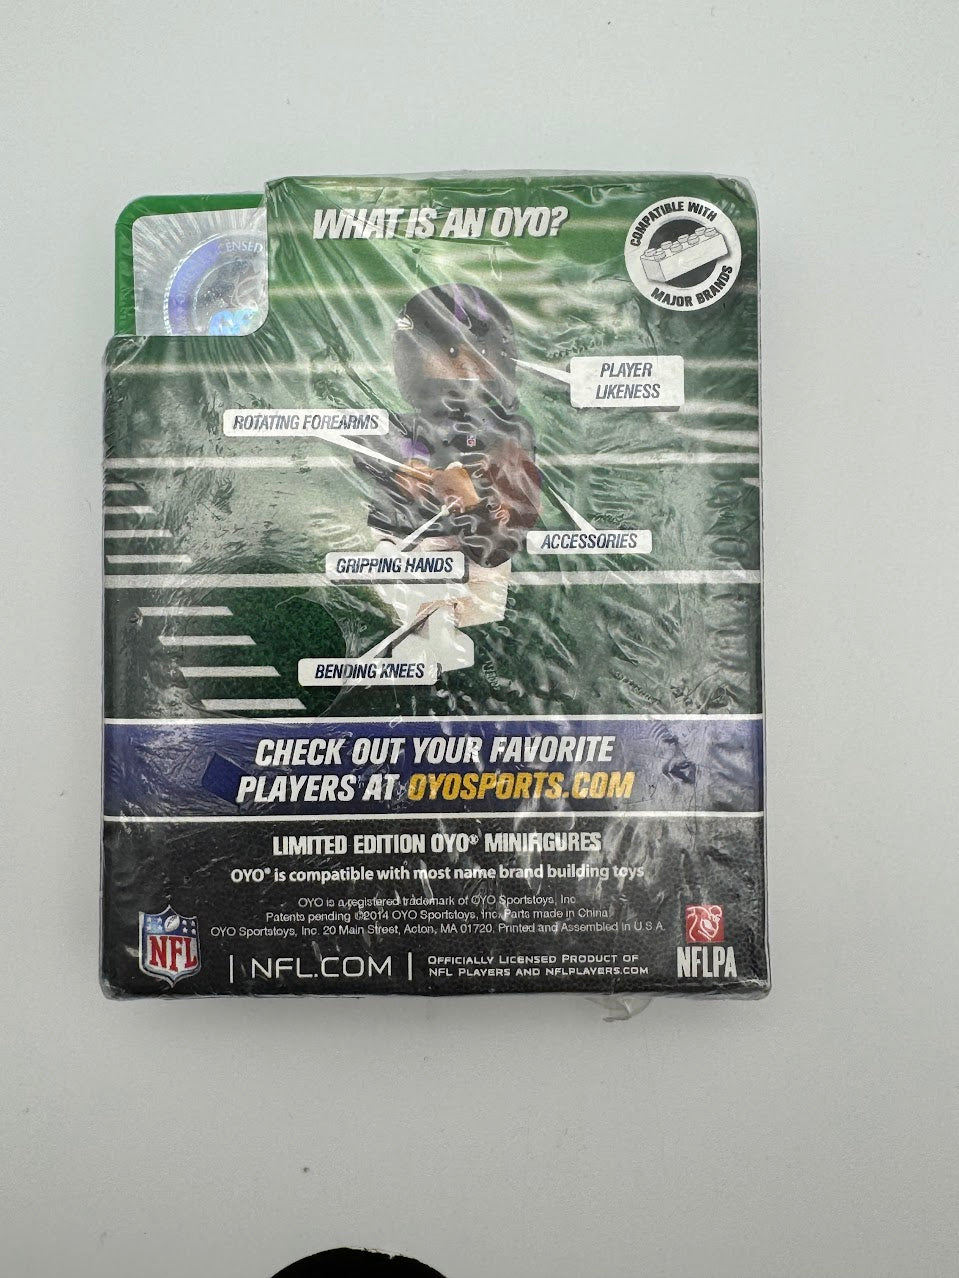 WHAT IS AN OYO?
COMPATIBLE WITH
MAJOR BRANDS
CENSED
PLAYER
LIKENESS
ROTATING FOREARMS
ACCESSORIES
GRIPPING HANDS
BENDING KNEES
CHECK OUT YOUR FAVORITE
PLAYERS AT OYOSPORTS.COM
LIMITED EDITION OYO® MINIFIGURES
OYO® is compatible with most name brand building toys
OYO is a registered trademark of OYO Sportstoys, Inc
Patents pending ©2014 OYO Sportstoys, Inc. Parts made in China
OYO Sportstoys, Inc. 20 Main Street, Acton, MA 01720. Printed and Assembled in U.S.A.
NFL
| NFL.COM |
OFFICIALLY LICENSED PRODUCT OF
NFL PLAYERS AND NFLPLAYERS.COM
NFLPA